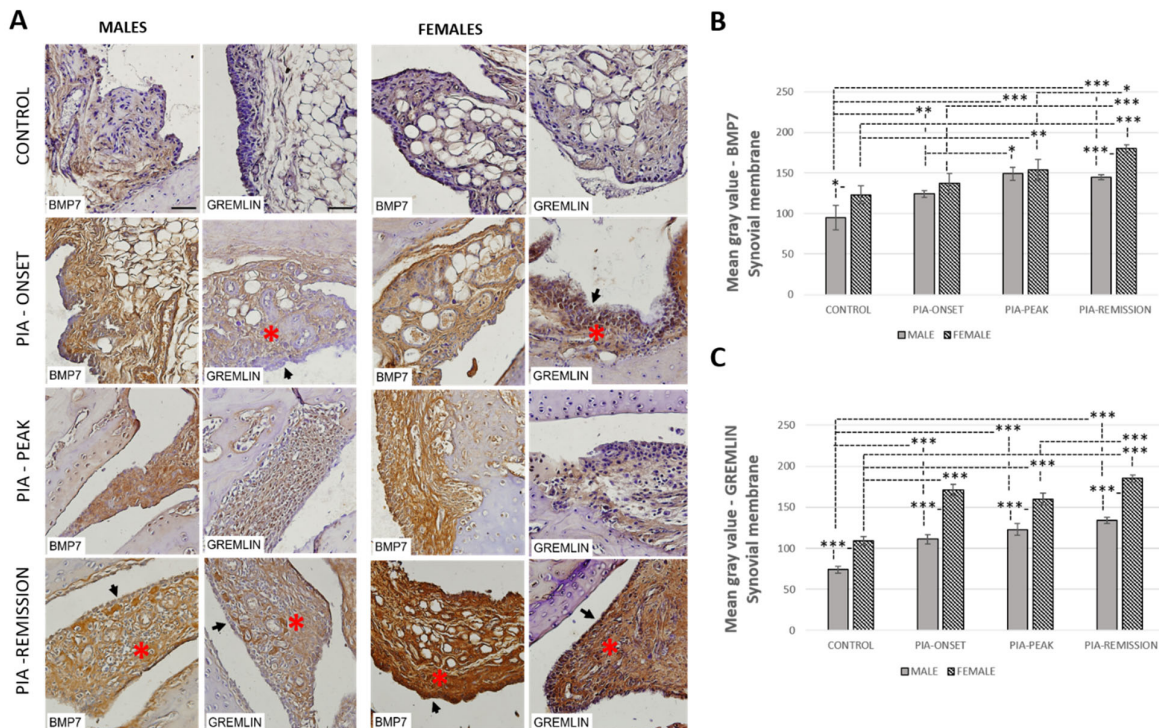 A
MALES
FEMALES
CONTROL
BMP7
GREMLIN
BMP7
GREMLIN
PIA - ONSET
BMP7
GREMLIN
BMP7
GREMLIN
PIA - PEAK
BMP7
GREMLIN
BMP7
GREMLIN
PIA -REMISSION
BMP7
GREMLIN
BMP7
GREMLIN
B
Mean gray value - BMP7
Synovial membrane
250
200
150
100
50
0
***
*
**
***
***
***
**
*
***
*
CONTROL
PIA-ONSET
PIA-PEAK
PIA-REMISSION
MALE
FEMALE
C
Mean gray value - GREMLIN
Synovial membrane
250
200
150
100
50
0
***
***
***
***
***
***
***
***
***
***
***
CONTROL
PIA-ONSET
PIA-PEAK
PIA-REMISSION
MALE
FEMALE